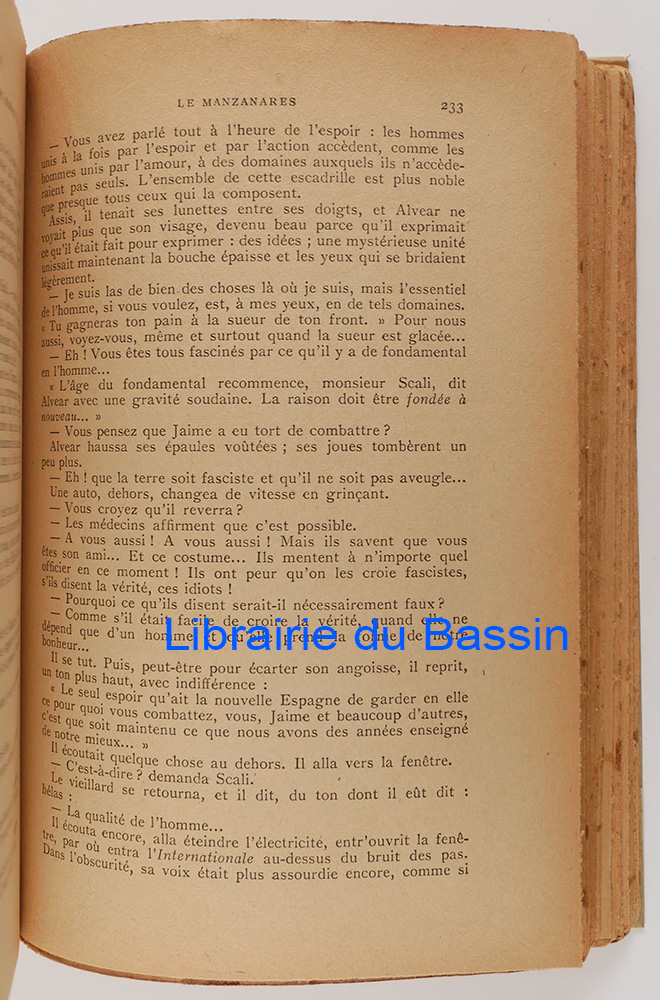 LE MANZANARES 233
— Vous avez parlé tout à l'heure de l'espoir : les hommes
unis à la fois par l'espoir et par l'action accèdent, comme les
hommes unis par l'amour, à des domaines auxquels ils n'accède-
raient pas seuls. L'ensemble de cette escadrille est plus noble
que presque tous ceux qui la composent.
Assis, il tenait ses lunettes entre ses doigts, et Alvear ne
voyait plus que son visage, devenu beau parce qu'il exprimait
ce qu'il était fait pour exprimer : des idées ; une mystérieuse unité
unissait maintenant la bouche épaisse et les yeux qui se bridaient
légèrement.
— Je suis las de bien des choses là où je suis, mais l'essentiel
de l'homme, si vous voulez, est, à mes yeux, en de tels domaines.
« Tu gagneras ton pain à la sueur de ton front. » Pour nous
aussi, voyez-vous, même et surtout quand la sueur est glacée...
— Eh ! Vous êtes tous fascinés par ce qu'il y a de fondamental
en l'homme...
« L'âge du fondamental recommence, monsieur Scali, dit
Alvear avec une gravité soudaine. La raison doit être fondée à
nouveau... »
— Vous pensez que Jaime a eu tort de combattre ?
Alvear haussa ses épaules voûtées ; ses joues tombèrent un
peu plus.
— Eh ! que la terre soit fasciste et qu'il ne soit pas aveugle...
Une auto, dehors, changea de vitesse en grinçant.
— Vous croyez qu'il reverra ?
— Les médecins affirment que c'est possible.
— A vous aussi ! A vous aussi ! Mais ils savent que vous
êtes son ami... Et ce costume... Ils mentent à n'importe quel
officier en ce moment ! Ils ont peur qu'on les croie fascistes,
s'ils disent la vérité, ces idiots !
— Pourquoi ce qu'ils disent serait-il nécessairement faux ?
— Comme s'il était facile de croire la vérité, quand elle ne
dépend que d'un homme et qu'elle prend la forme de notre
bonheur...
Librairie du Bassin
Il se tut. Puis, peut-être pour écarter son angoisse, il reprit,
un ton plus haut, avec indifférence :
« Le seul espoir qu'ait la nouvelle Espagne de garder en elle
ce pour quoi vous combattez, vous, Jaime et beaucoup d'autres,
c'est que soit maintenu ce que nous avons des années enseigné
de notre mieux... »
Il écoutait quelque chose au dehors. Il alla vers la fenêtre.
— C'est-à-dire ? demanda Scali.
Le vieillard se retourna, et il dit, du ton dont il eût dit :
hélas :
— La qualité de l'homme...
Il écouta encore, alla éteindre l'électricité, entr'ouvrit la fenê-
tre, par où entra l'Internationale au-dessus du bruit des pas.
Dans l'obscurité, sa voix était plus assourdie encore, comme si